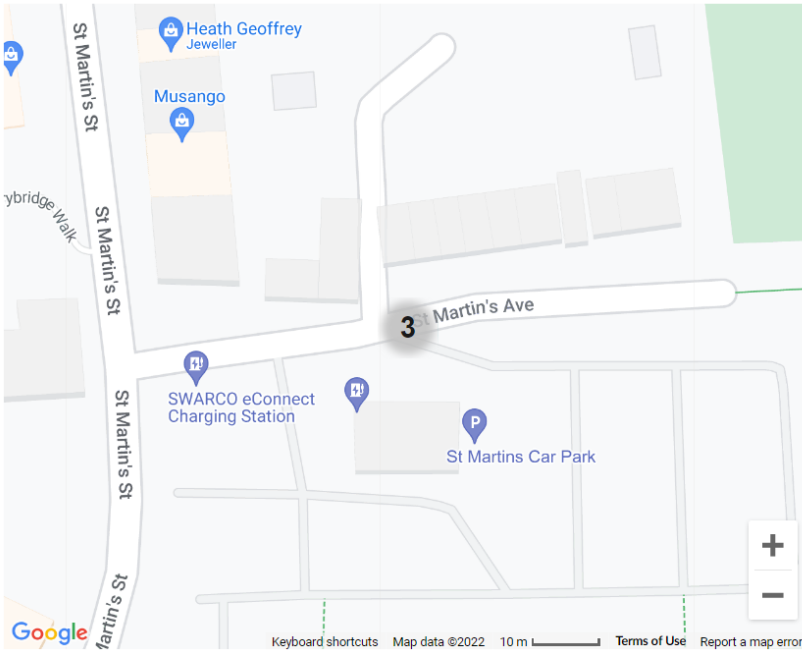 St Martin's St
Heath Geoffrey
Jeweller
Musango
rybridge Walk
St Martin's St
St Martin's Ave
3
SWARCO eConnect
Charging Station
St Martin's St
P
St Martins Car Park
Martin's St
+
−
Google
Keyboard shortcuts
Map data ©2022
10 m
Terms of Use
Report a map error